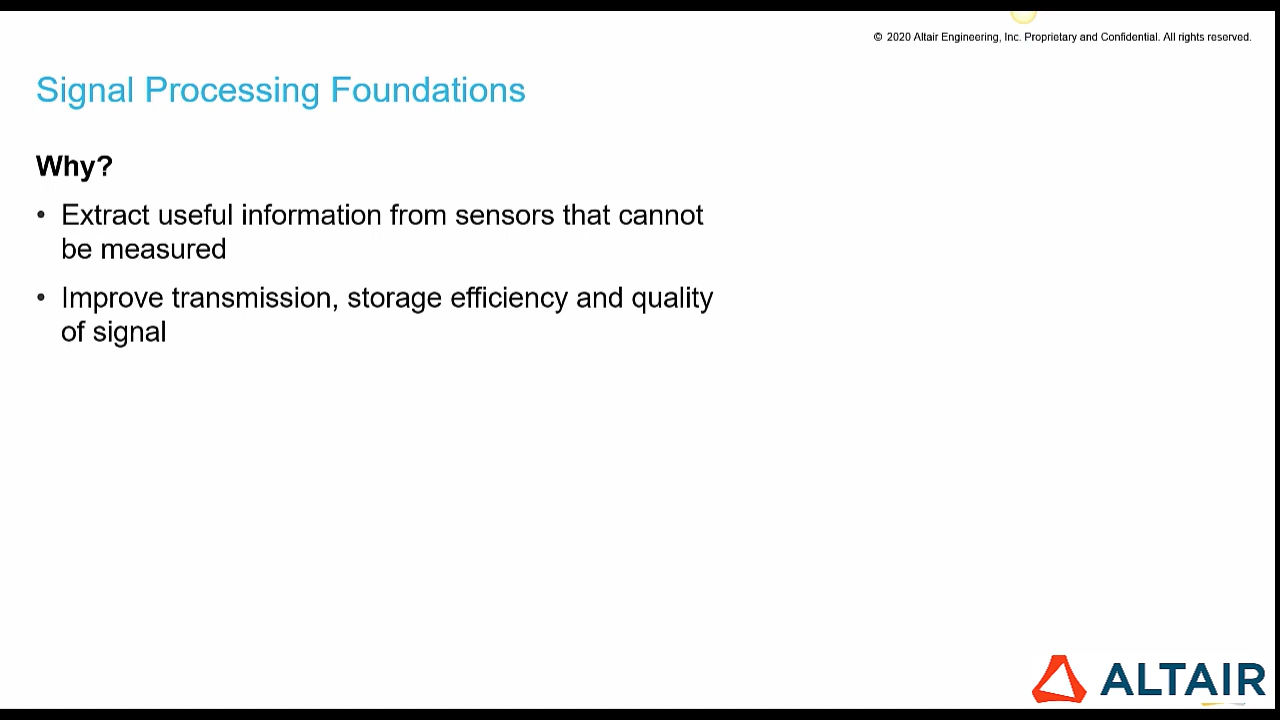 © 2020 Altair Engineering, Inc. Proprietary and Confidential. All rights reserved.
Signal Processing Foundations
Why?
• Extract useful information from sensors that cannot
be measured
• Improve transmission, storage efficiency and quality
of signal
ALTAIR